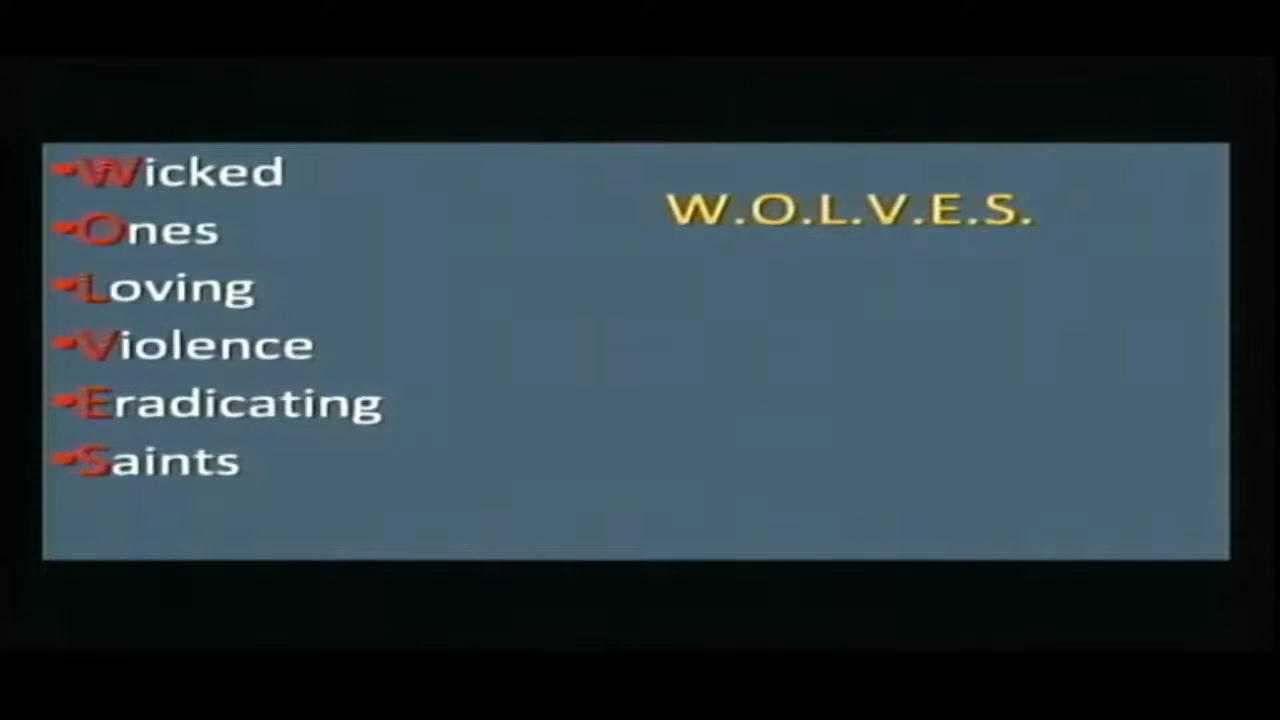 Wicked
Ones
Loving
Violence
Eradicating
Saints
W.O.L.V.E.S.